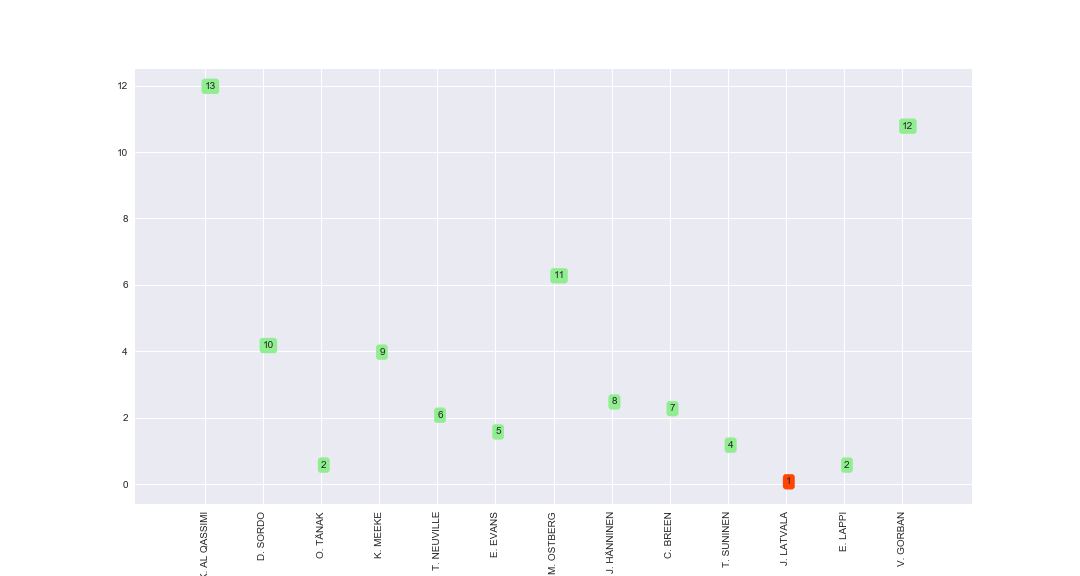 12
10
8
6
4
2
0
13
10
2
9
6
5
11
8
7
4
1
2
12
AL QASSIMI
D. SORDO
O. TÄNAK
K. MEEKE
T. NEUVILLE
E. EVANS
M. OSTBERG
J. HÄNNINEN
C. BREEN
T. SUNINEN
J. LATVALA
E. LAPPI
V. GORBAN